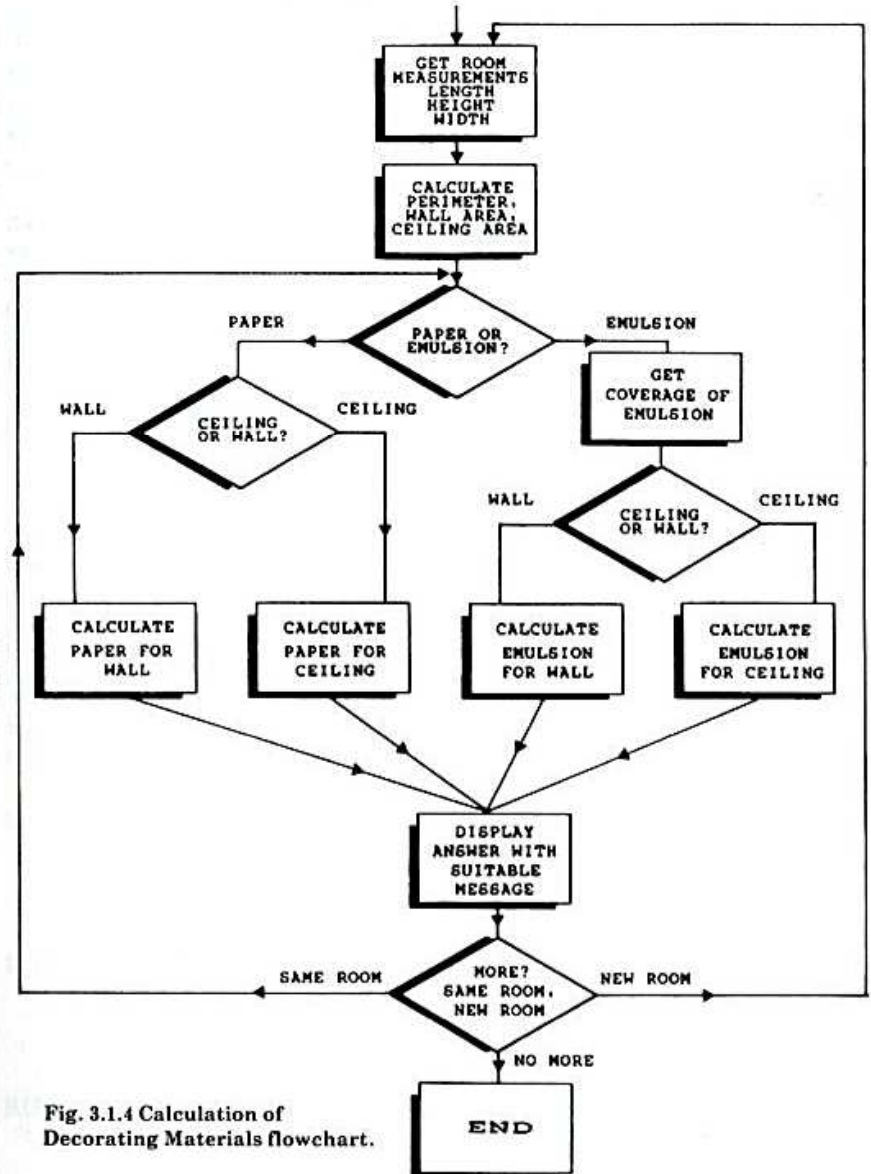 GET ROOM
MEASUREMENTS
LENGTH
HEIGHT
WIDTH
CALCULATE
PERIMETER,
WALL AREA,
CEILING AREA
PAPER
PAPER OR
EMULSION?
EMULSION
GET
COVERAGE OF
EMULSION
WALL
CEILING
OR WALL?
CEILING
WALL
CEILING
OR WALL?
CEILING
CALCULATE
PAPER FOR
WALL
CALCULATE
PAPER FOR
CEILING
CALCULATE
EMULSION
FOR WALL
CALCULATE
EMULSION
FOR CEILING
DISPLAY
ANSWER WITH
SUITABLE
MESSAGE
SAME ROOM
MORE?
SAME ROOM,
NEW ROOM
NEW ROOM
NO MORE
END
Fig. 3.1.4 Calculation of
Decorating Materials flowchart.